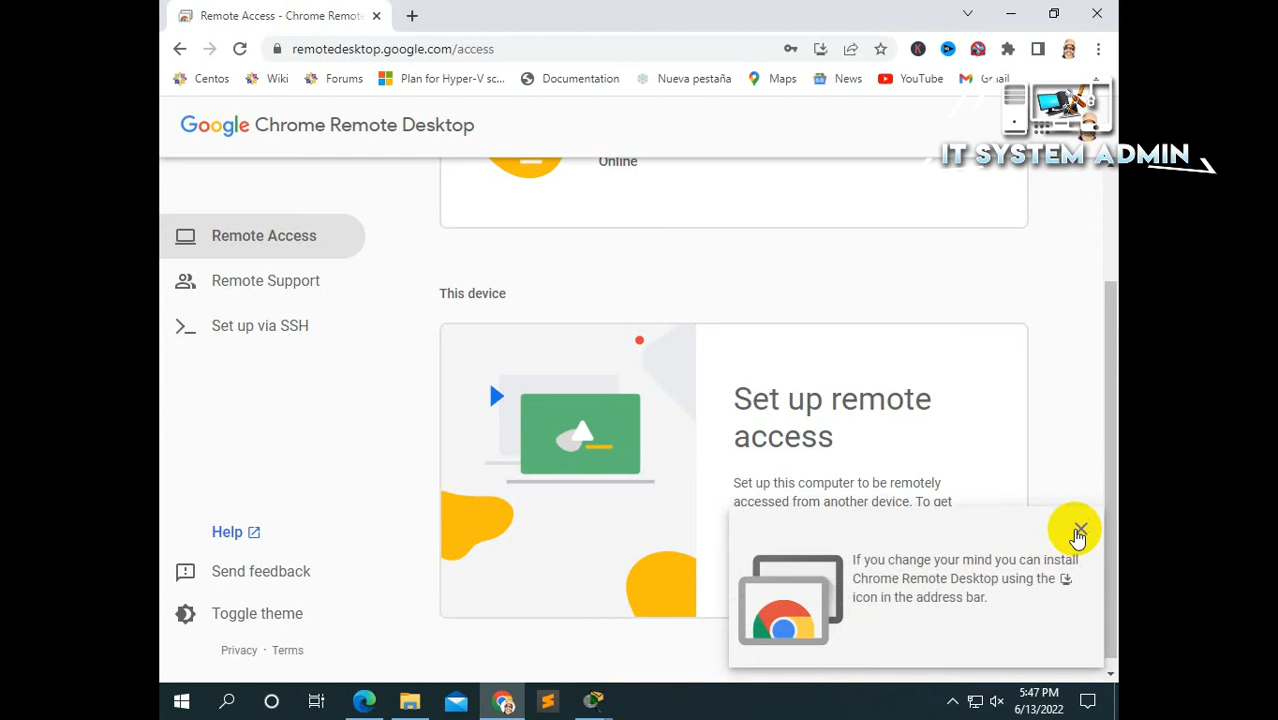 Remote Access - Chrome Remote
remotedesktop.google.com/access
Centos
Wiki
Forums
Plan for Hyper-V sc...
Documentation
Nueva pestaña
Maps
News
YouTube
Gmail
Google Chrome Remote Desktop
IT SYSTEM ADMIN
Online
Remote Access
Remote Support
Set up via SSH
This device
Set up remote
access
Set up this computer to be remotely
accessed from another device. To get
If you change your mind you can install
Chrome Remote Desktop using the
icon in the address bar.
Help
Send feedback
Toggle theme
Privacy · Terms
5:47 PM
6/13/2022